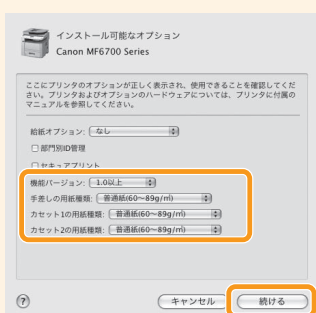 インストール可能なオプション
Canon MF6700 Series
ここにプリンタのオプションが正しく表示され、使用できることを確認してくだ
さい。プリンタおよびオプションのハードウェアについては、プリンタに付属の
マニュアルを参照してください。
給紙オプション: なし
部門別ID管理
セキュアプリント
機能バージョン: 1.0以上
手差しの用紙種類: 普通紙(60〜89g/㎡)
カセット1の用紙種類: 普通紙(60〜89g/㎡)
カセット2の用紙種類: 普通紙(60〜89g/㎡)
?
キャンセル
続ける